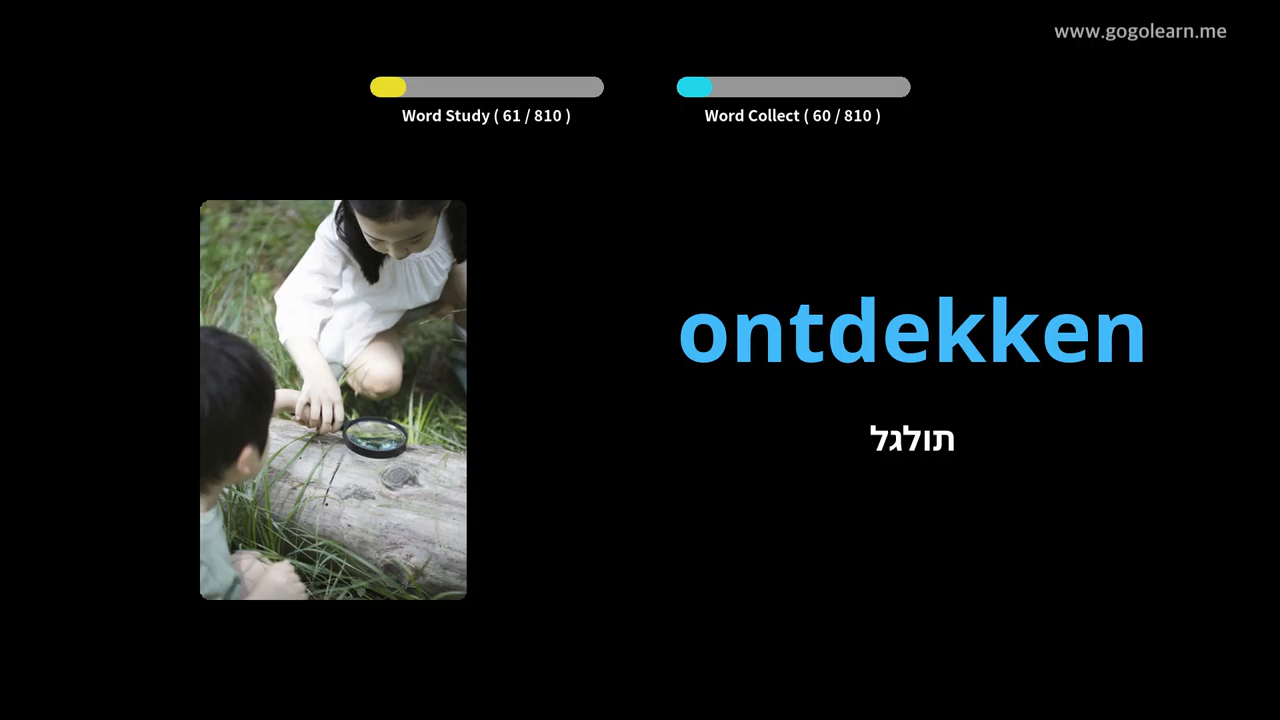 www.gogolearn.me
Word Study ( 61 / 810 )
Word Collect ( 60 / 810 )
ontdekken
תולגל